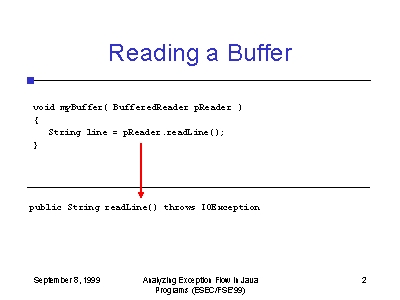 Reading a Buffer
void myBuffer( BufferedReader pReader )
{
String line = pReader.readLine();
}
public String readLine() throws IOException
September 8, 1999
Analyzing Exception Flow in Java
Programs (ESEC/FSE'99)
2